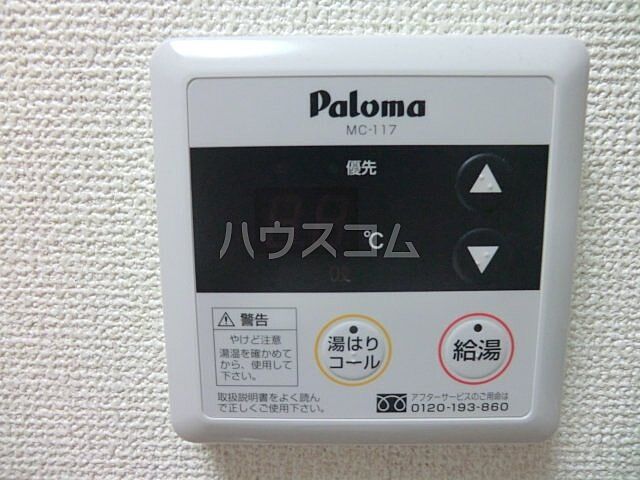 Paloma
MC-117
優先
℃
ハウスコム
警告
やけど注意
湯温を確かめて
から、使用して
下さい。
取扱説明書をよく読ん
で正しくご使用下さい。
湯はり
コール
給湯
アフターサービスのご用命は
0120-193-860